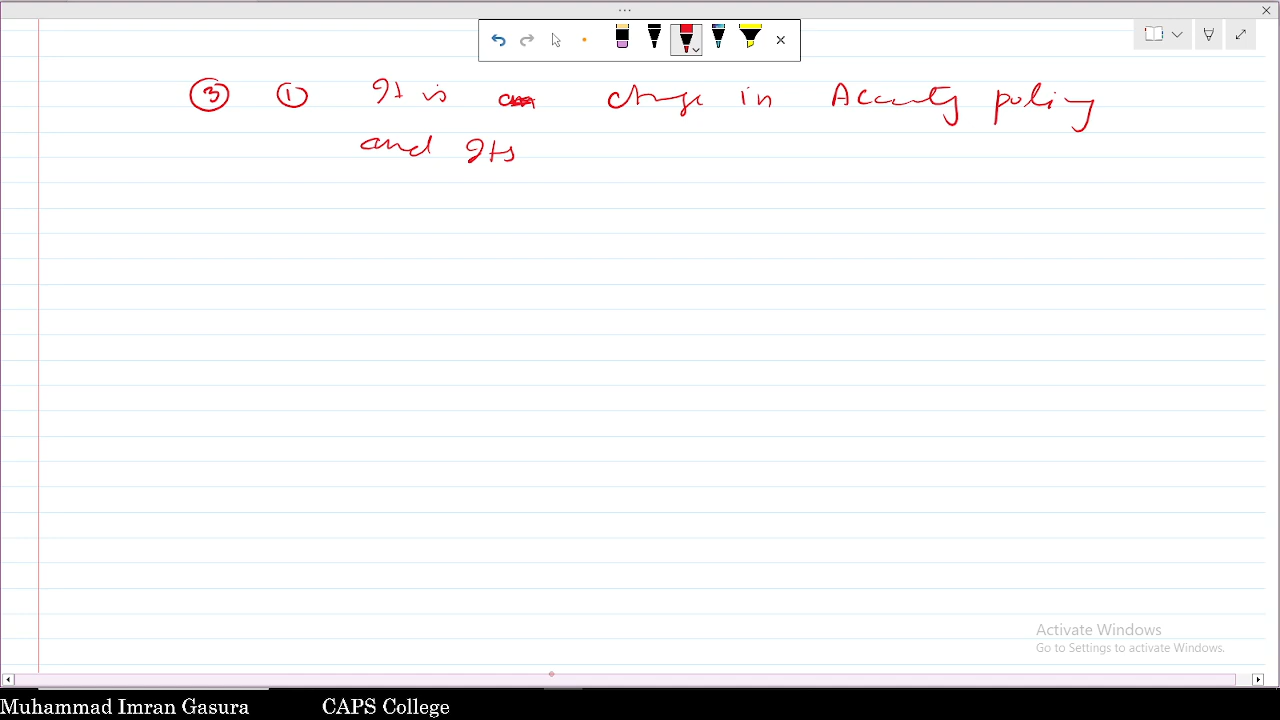 ③ ① It is change in Accounting policy
and Its
Activate Windows
Go to Settings to activate Windows.
Muhammad Imran Gasura CAPS College